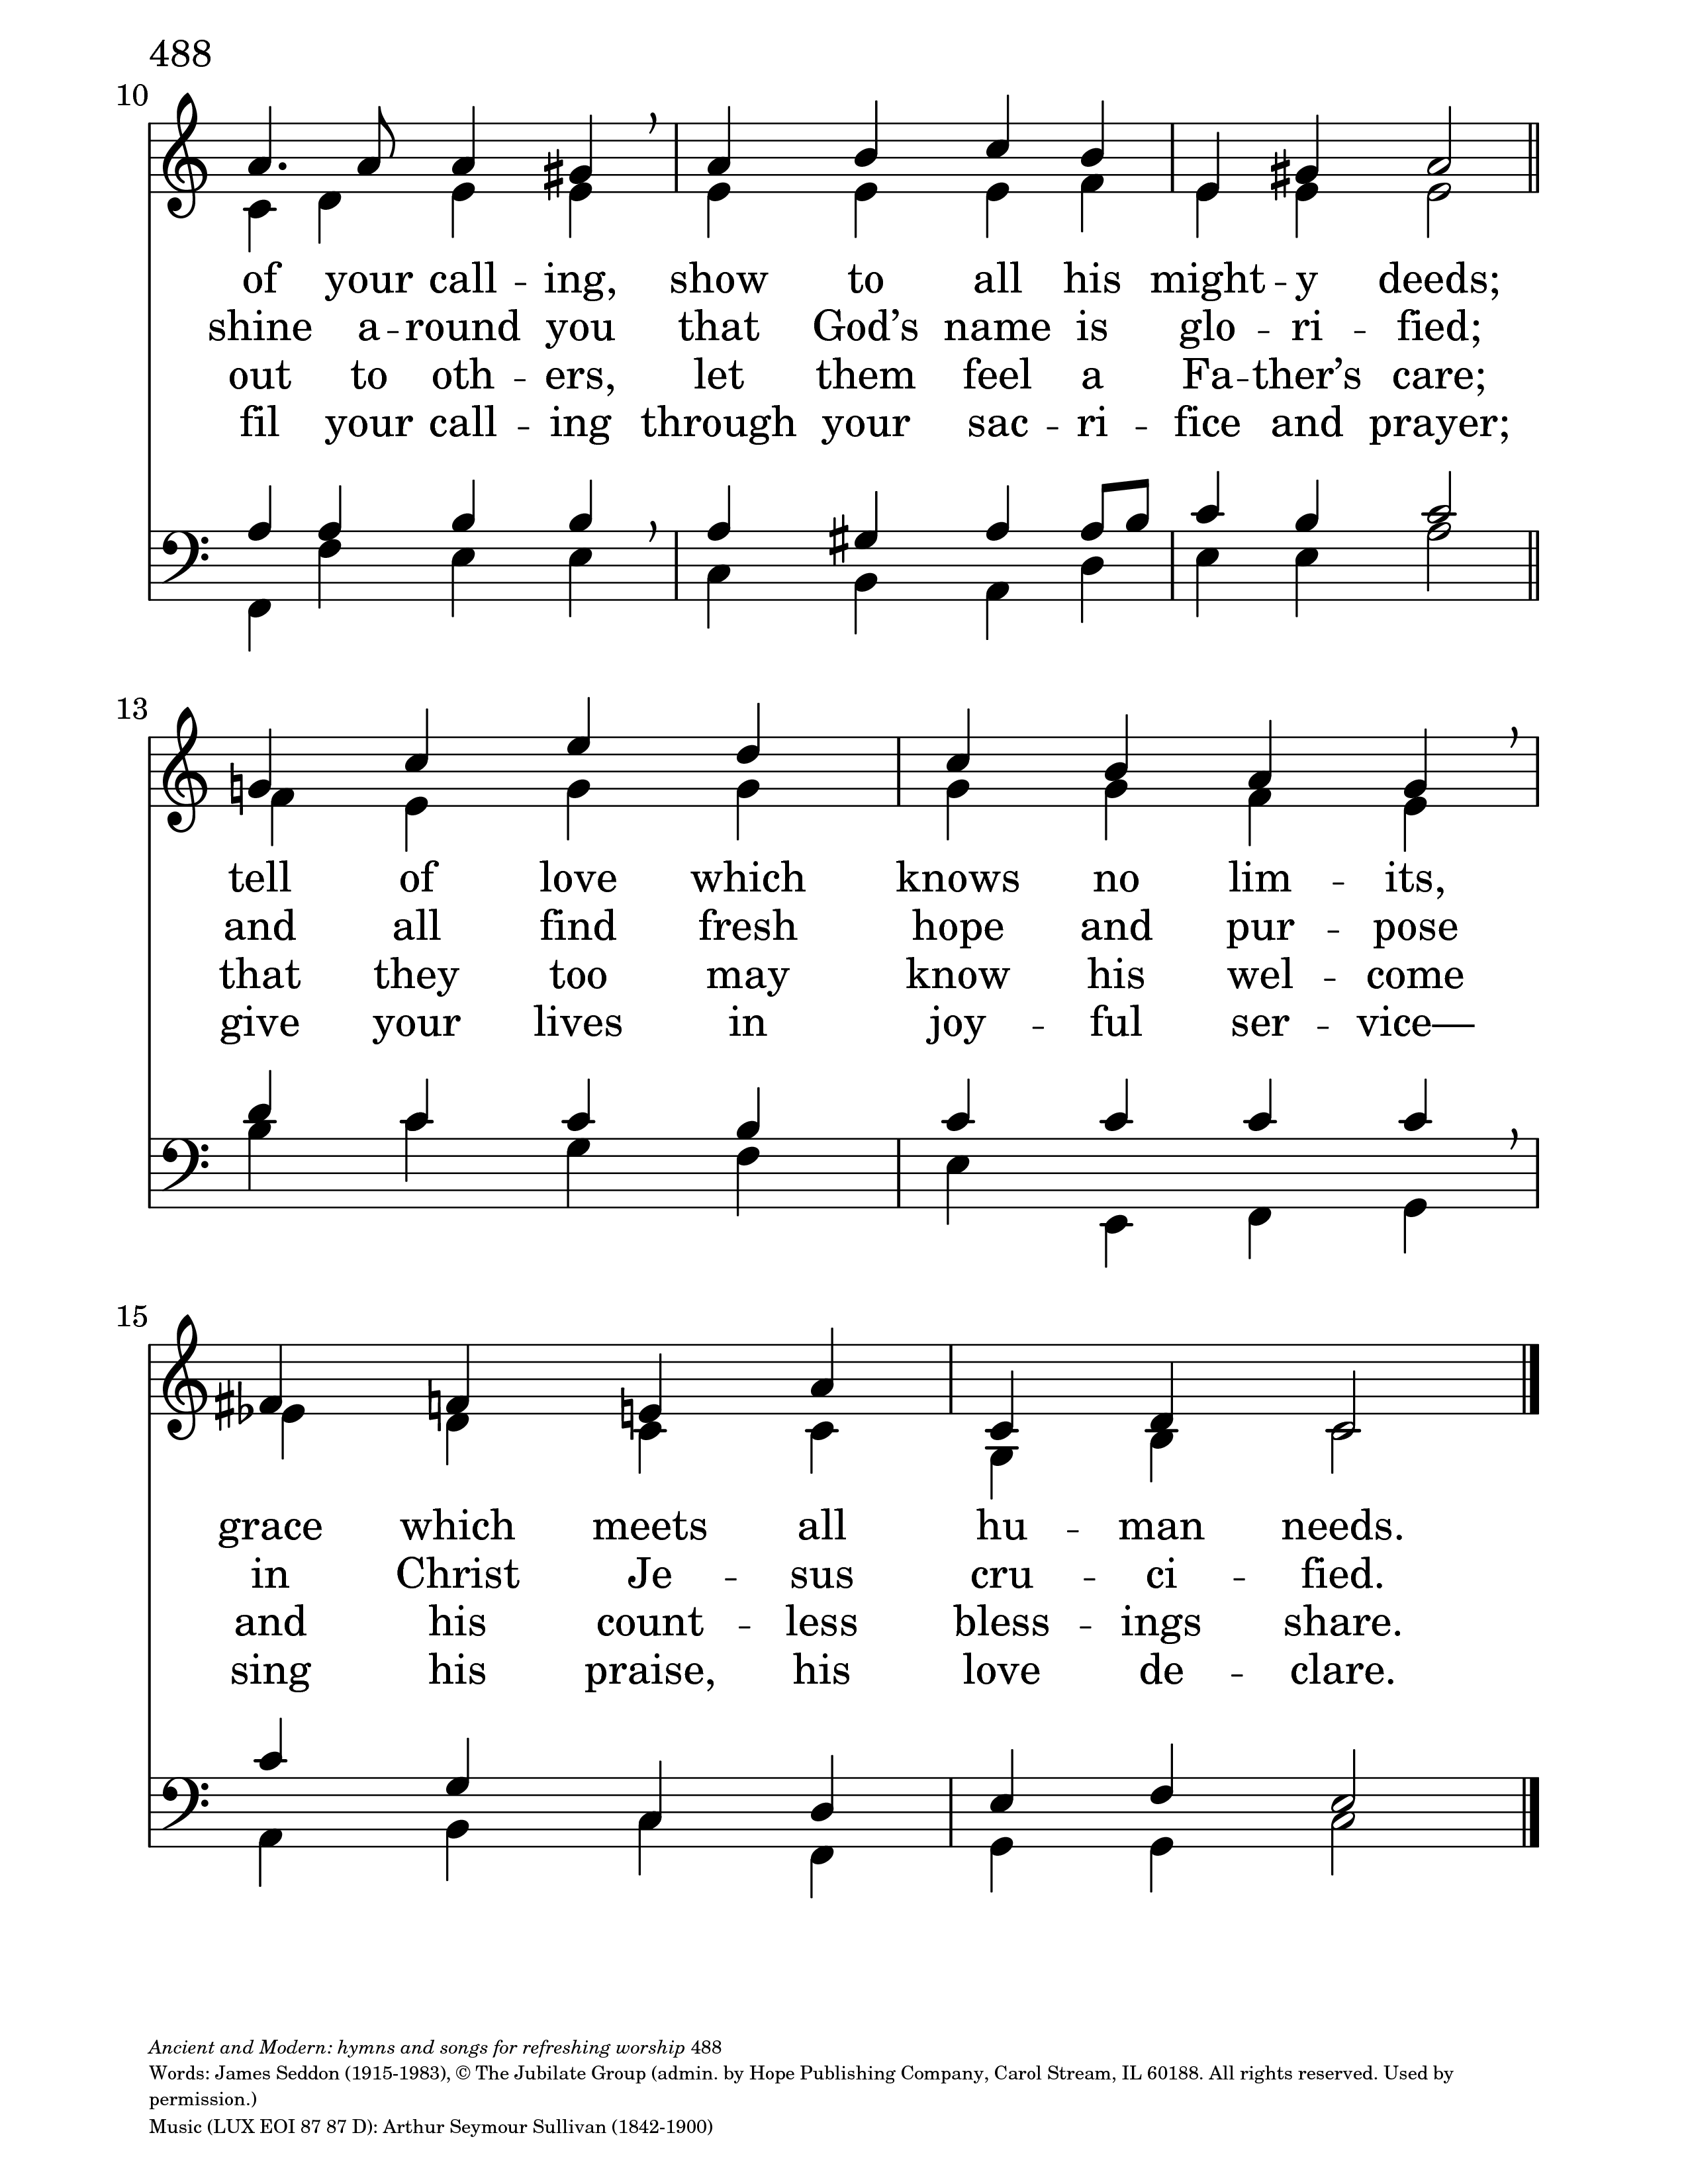 488
10
of your call - ing, show to all his might - y deeds;
shine a - round you that God’s name is glo - ri - fied;
out to oth - ers, let them feel a Fa - ther’s care;
fil your call - ing through your sac - ri - fice and prayer;
13
tell of love which knows no lim - its,
and all find fresh hope and pur - pose
that they too may know his wel - come
give your lives in joy - ful ser - vice—
15
grace which meets all hu - man needs.
in Christ Je - sus cru - ci - fied.
and his count - less bless - ings share.
sing his praise, his love de - clare.
Ancient and Modern: hymns and songs for refreshing worship 488
Words: James Seddon (1915-1983), © The Jubilate Group (admin. by Hope Publishing Company, Carol Stream, IL 60188. All rights reserved. Used by
permission.)
Music (LUX EOI 87 87 D): Arthur Seymour Sullivan (1842-1900)